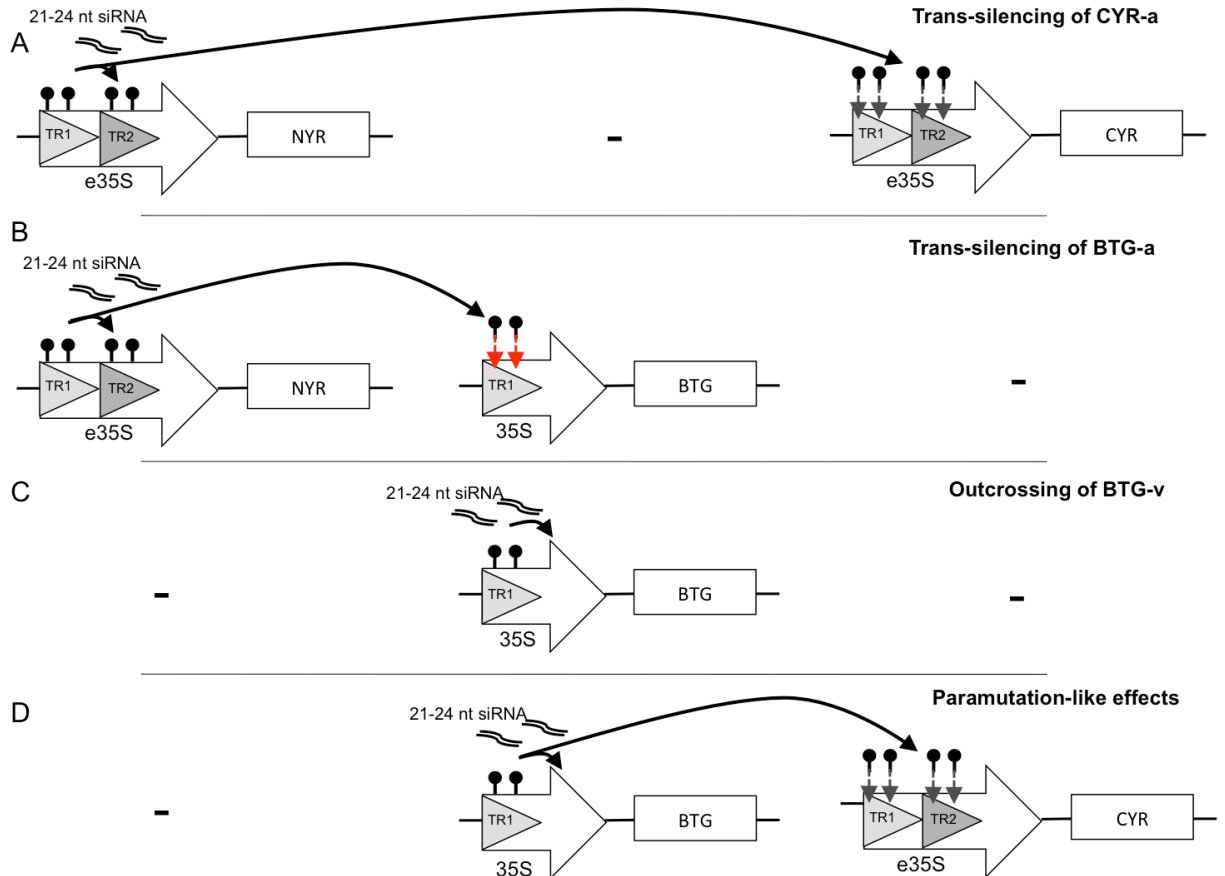 21-24 nt siRNA
Trans-silencing of CYR-a
A
TR1 TR2 NYR - TR1 TR2 CYR
e35S e35S
B
Trans-silencing of BTG-a
21-24 nt siRNA
TR1 TR2 NYR TR1 BTG -
e35S 35S
C
Outcrossing of BTG-v
21-24 nt siRNA
- TR1 BTG -
35S
Paramutation-like effects
D
21-24 nt siRNA
- TR1 BTG TR1 TR2 CYR
35S e35S